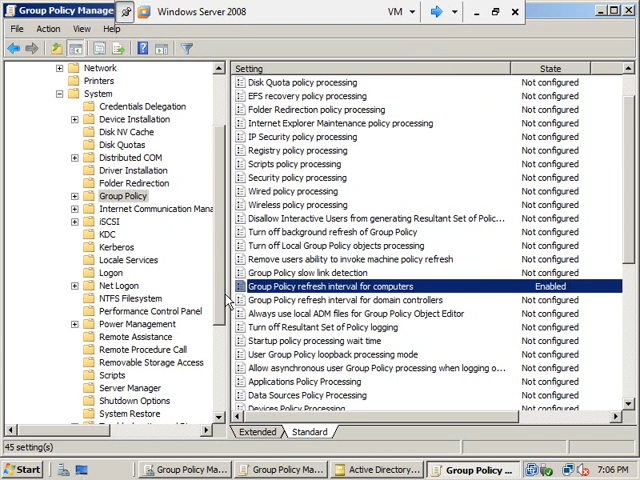 Group Policy Manage
Windows Server 2008
VM
File Action View Help
Network
Printers
System
Credentials Delegation
Device Installation
Disk NV Cache
Disk Quotas
Distributed COM
Driver Installation
Folder Redirection
Group Policy
Internet Communication Mana
iSCSI
KDC
Kerberos
Locale Services
Logon
Net Logon
NTFS Filesystem
Performance Control Panel
Power Management
Remote Assistance
Remote Procedure Call
Removable Storage Access
Scripts
Server Manager
Shutdown Options
System Restore
Setting State
Disk Quota policy processing Not configured
EFS recovery policy processing Not configured
Folder Redirection policy processing Not configured
Internet Explorer Maintenance policy processing Not configured
IP Security policy processing Not configured
Registry policy processing Not configured
Scripts policy processing Not configured
Security policy processing Not configured
Wired policy processing Not configured
Wireless policy processing Not configured
Disallow Interactive Users from generating Resultant Set of Polic... Not configured
Turn off background refresh of Group Policy Not configured
Turn off Local Group Policy objects processing Not configured
Remove users ability to invoke machine policy refresh Not configured
Group Policy slow link detection Not configured
Group Policy refresh interval for computers Enabled
Group Policy refresh interval for domain controllers Not configured
Always use local ADM files for Group Policy Object Editor Not configured
Turn off Resultant Set of Policy logging Not configured
Startup policy processing wait time Not configured
User Group Policy loopback processing mode Not configured
Allow asynchronous user Group Policy processing when logging o... Not configured
Applications Policy Processing Not configured
Data Sources Policy Processing Not configured
Devices Policy Processing Not configured
Extended Standard
45 setting(s)
Start
Group Policy Ma...
Group Policy Ma...
Active Directory...
Group Policy ...
7:06 PM